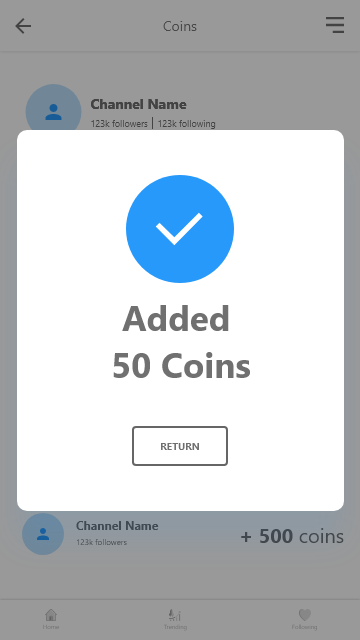 Coins
Channel Name
123k followers | 123k following
Added
50 Coins
RETURN
Channel Name
123k followers
+ 500 coins
Home
Trending
Following